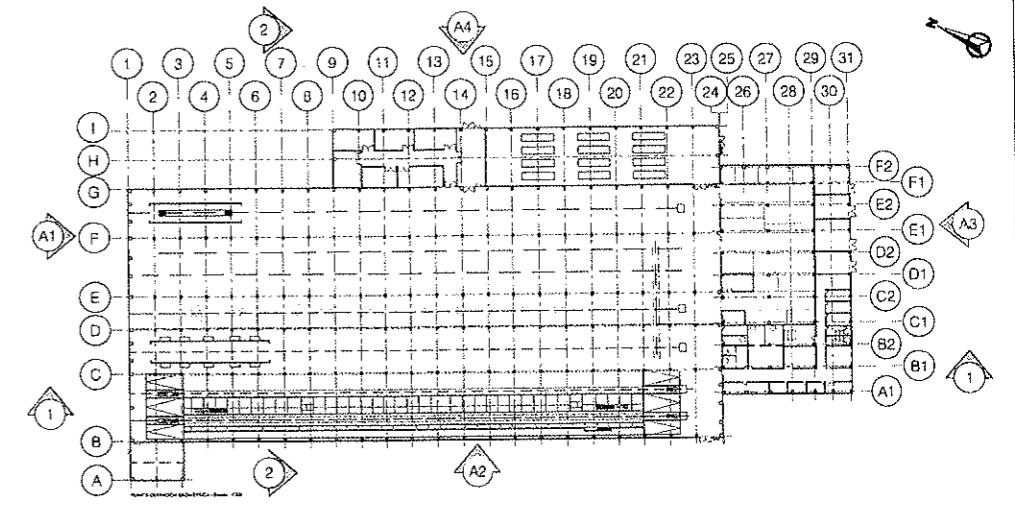 2 A4 N
1 3 5 7 9 11 13 15 17 19 21 23 25 27 29 31
2 4 6 8 10 12 14 16 18 20 22 24 26 28 30
I
H
G
F2
F1
E2
A1 F E1 A3
D2
D1
E C2
D C1
B2
C B1
1 A1 1
B
A 2 A2